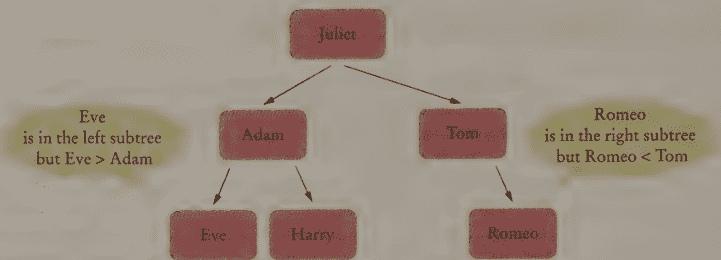 Juliet
Eve
is in the left subtree
but Eve > Adam
Adam
Tom
Romeo
is in the right subtree
but Romeo < Tom
Eve
Harry
Romeo